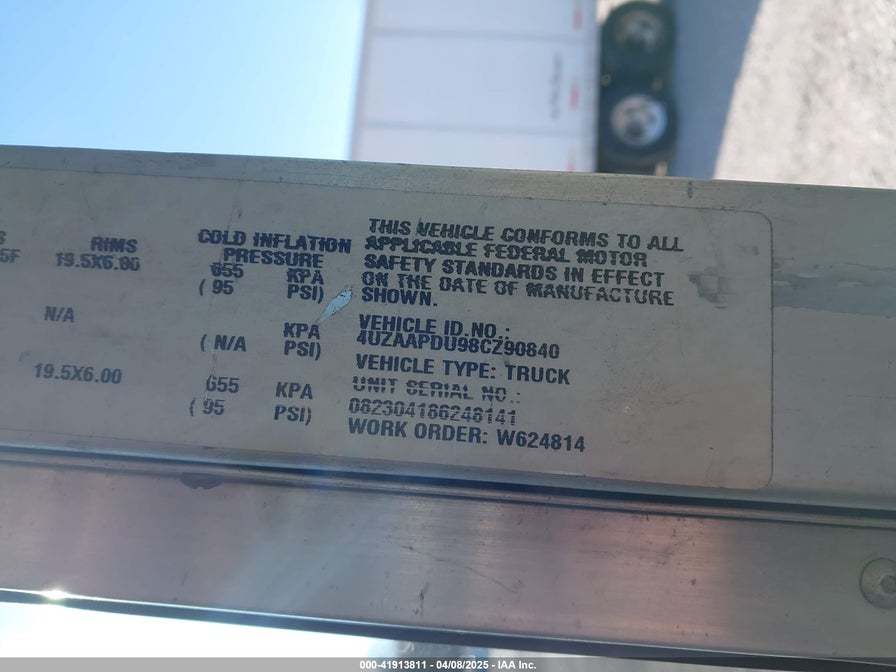 S RIMS COLD INFLATION
PRESSURE
5F 19.5X6.00 655 KPA
( 95 PSI)
N/A KPA
( N/A PSI)
19.5X6.00 655 KPA
( 95 PSI)
THIS VEHICLE CONFORMS TO ALL
APPLICABLE FEDERAL MOTOR
SAFETY STANDARDS IN EFFECT
ON THE DATE OF MANUFACTURE
SHOWN.
VEHICLE ID.NO.:
4UZAAPDU98CZ90840
VEHICLE TYPE: TRUCK
UNIT SERIAL NO.:
062304186248141
WORK ORDER: W624814
000-41913811 - 04/08/2025 - IAA Inc.